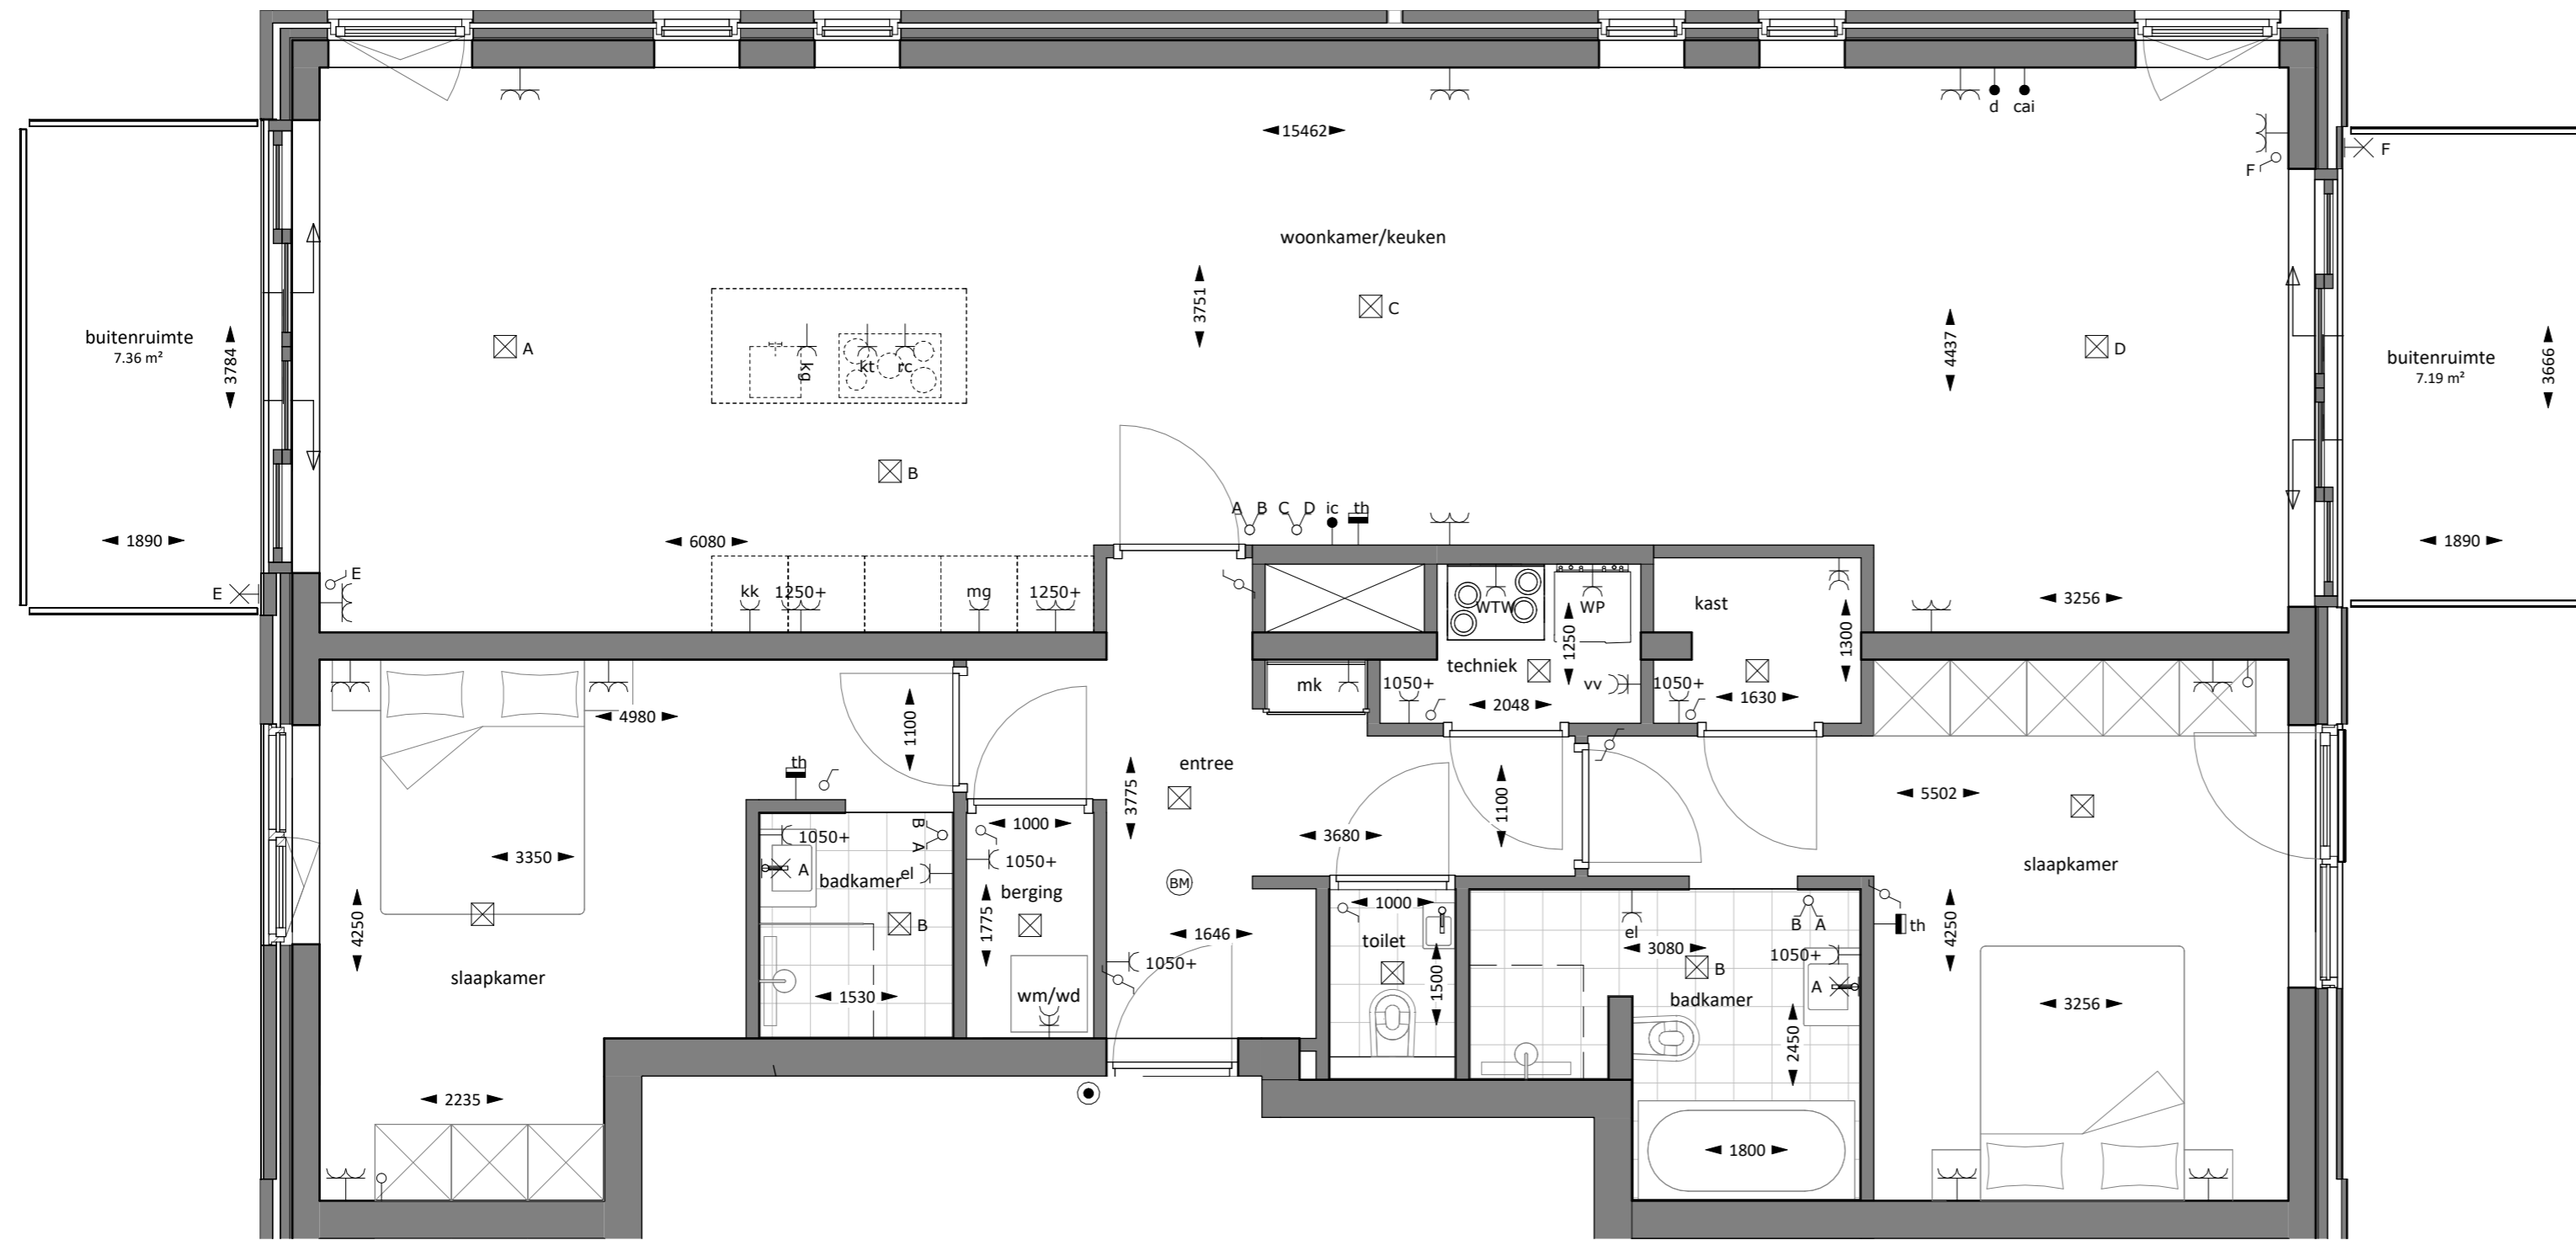 d cai
15462
F
F
woonkamer/keuken
3751
C
4437
D
A
kg kt rc
buitenruimte
7.36 m²
3784
buitenruimte
7.19 m²
3666
B
A B C D ic th
1890
6080
1890
E
E
kk 1250+ mg 1250+
WTW WP
1250
kast
1300
3256
techniek
mk
1050+
vv
1050+
2048
1630
4980
1100
th
entree
3775
1100
5502
3680
1000
B
A
1050+
1050+
3350
A
badkamer
el
berging
BM
slaapkamer
4250
B
1775
1000
1646
toilet
1500
el
B A
3080
1050+
B
th
4250
slaapkamer
1050+
1530
wm/wd
A
badkamer
3256
2450
2235
1800